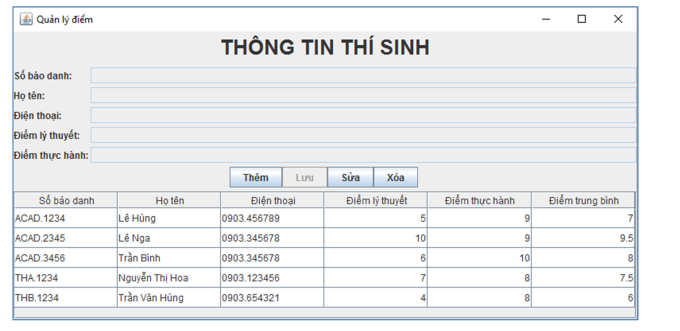 Quản lý điểm
THÔNG TIN THÍ SINH
Số báo danh:
Họ tên:
Điện thoại:
Điểm lý thuyết:
Điểm thực hành:
Thêm Lưu Sửa Xóa
Số báo danh Họ tên Điện thoại Điểm lý thuyết Điểm thực hành Điểm trung bình
ACAD.1234 Lê Hùng 0903.456789 5 9 7
ACAD.2345 Lê Nga 0903.345678 10 9 9.5
ACAD.3456 Trần Bình 0903.345678 6 10 8
THA.1234 Nguyễn Thị Hoa 0903.123456 7 8 7.5
THB.1234 Trần Văn Hùng 0903.654321 4 8 6